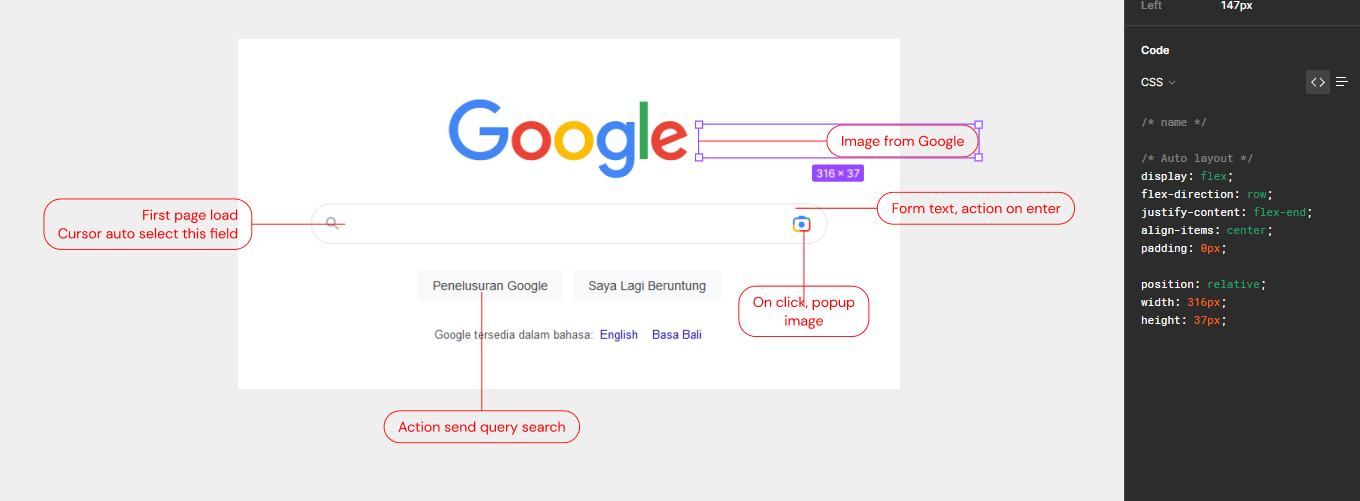 Left 147px
Code
CSS
/* name */
/* Auto layout */
display: flex;
flex-direction: row;
justify-content: flex-end;
align-items: center;
padding: 0px;
position: relative;
width: 316px;
height: 37px;
Google
Image from Google
316 × 37
Form text, action on enter
First page load
Cursor auto select this field
Penelusuran Google
Saya Lagi Beruntung
On click, popup
image
Google tersedia dalam bahasa: English Basa Bali
Action send query search